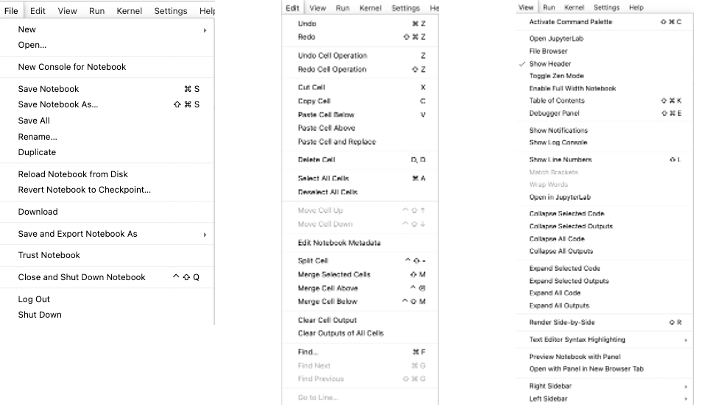 File Edit View Run Kernel Settings Help
New
Open...
New Console for Notebook
Save Notebook ⌘ S
Save Notebook As... ⇧ ⌘ S
Save All
Rename...
Duplicate
Reload Notebook from Disk
Revert Notebook to Checkpoint...
Download
Save and Export Notebook As
Trust Notebook
Close and Shut Down Notebook ^ ⇧ Q
Log Out
Shut Down
Edit View Run Kernel Settings He
Undo ⌘ Z
Redo ⇧ ⌘ Z
Undo Cell Operation Z
Redo Cell Operation ⇧ Z
Cut Cell X
Copy Cell C
Paste Cell Below V
Paste Cell Above
Paste Cell and Replace
Delete Cell D, D
Select All Cells ⌘ A
Deselect All Cells
Move Cell Up ^ ⇧ ↑
Move Cell Down ^ ⇧ ↓
Edit Notebook Metadata
Split Cell ^ ⇧ -
Merge Selected Cells ⇧ M
Merge Cell Above ^ ⌫
Merge Cell Below ^ ⇧ M
Clear Cell Output
Clear Outputs of All Cells
Find... ⌘ F
Find Next ⌘ G
Find Previous ⇧ ⌘ G
Go to Line...
View Run Kernel Settings Help
Activate Command Palette ⇧ ⌘ C
Open JupyterLab
File Browser
✓ Show Header
Toggle Zen Mode
Enable Full Width Notebook
Table of Contents ⇧ ⌘ K
Debugger Panel ⇧ ⌘ E
Show Notifications
Show Log Console
Show Line Numbers ⇧ L
Match Brackets
Wrap Words
Open in JupyterLab
Collapse Selected Code
Collapse Selected Outputs
Collapse All Code
Collapse All Outputs
Expand Selected Code
Expand Selected Outputs
Expand All Code
Expand All Outputs
Render Side-by-Side ⇧ R
Text Editor Syntax Highlighting
Preview Notebook with Panel
Open with Panel in New Browser Tab
Right Sidebar
Left Sidebar